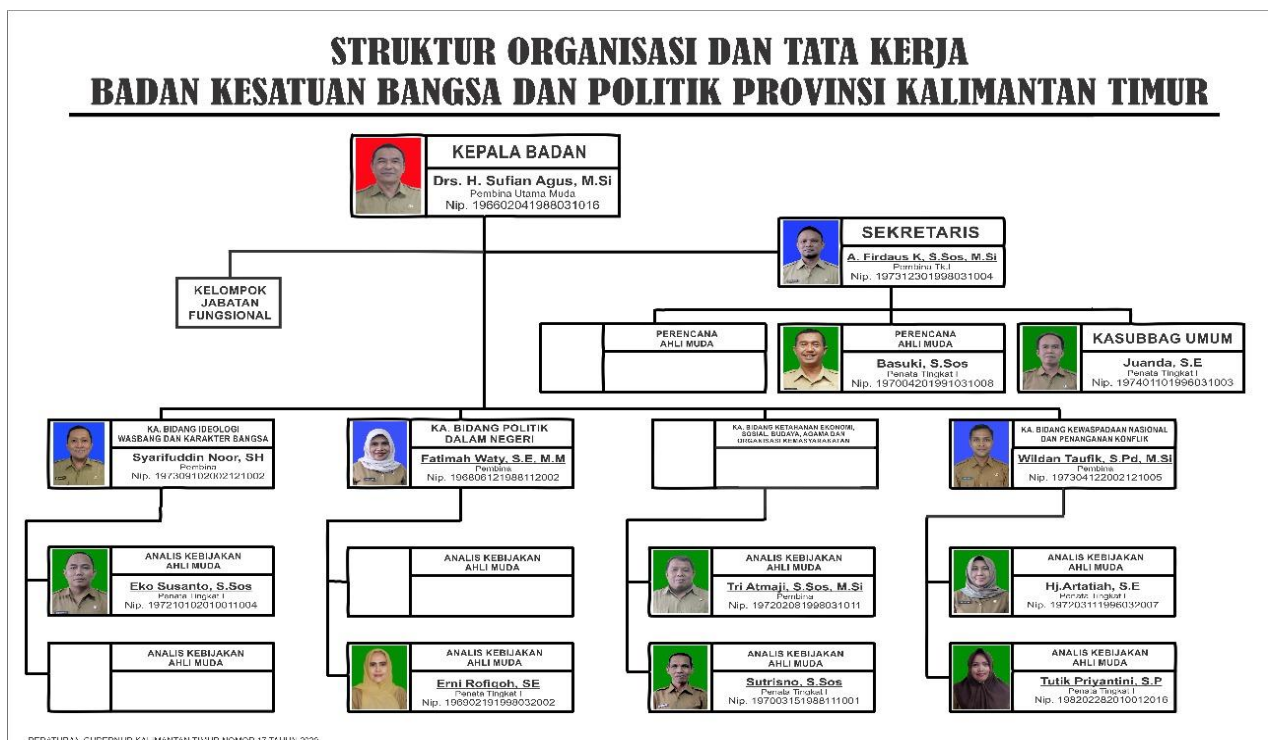 STRUKTUR ORGANISASI DAN TATA KERJA
BADAN KESATUAN BANGSA DAN POLITIK PROVINSI KALIMANTAN TIMUR
KEPALA BADAN
Drs. H. Sufian Agus, M.Si
Pembina Utama Muda
Nip. 196602041988031016
SEKRETARIS
A. Firdaus K, S.Sos, M.Si
Pembina Tk.I
Nip. 197312301998031004
KELOMPOK
JABATAN
FUNGSIONAL
PERENCANA
AHLI MUDA
PERENCANA
AHLI MUDA
Basuki, S.Sos
Penata Tingkat I
Nip. 197004201991031008
KASUBBAG UMUM
Juanda, S.E
Penata Tingkat I
Nip. 197401101996031003
KA. BIDANG IDEOLOGI
WASBANG DAN KARAKTER BANGSA
Syarifuddin Noor, SH
Pembina
Nip. 197309102002121002
KA. BIDANG POLITIK
DALAM NEGERI
Fatimah Waty, S.E, M.M
Pembina
Nip. 196806121988112002
KA. BIDANG KETAHANAN EKONOMI,
SOSIAL BUDAYA, AGAMA DAN
ORGANISASI KEMASYARAKATAN
KA. BIDANG KEWASPADAAN NASIONAL
DAN PENANGANAN KONFLIK
Wildan Taufik, S.Pd, M.Si
Pembina
Nip. 197304122002121005
ANALIS KEBIJAKAN
AHLI MUDA
Eko Susanto, S.Sos
Penata Tingkat I
Nip. 197210102010011004
ANALIS KEBIJAKAN
AHLI MUDA
ANALIS KEBIJAKAN
AHLI MUDA
Tri Atmaji, S.Sos, M.Si
Pembina
Nip. 197202081998031011
ANALIS KEBIJAKAN
AHLI MUDA
Hj.Artatiah, S.E
Penata Tingkat I
Nip. 197203111996032007
ANALIS KEBIJAKAN
AHLI MUDA
ANALIS KEBIJAKAN
AHLI MUDA
Erni Rofiqoh, SE
Penata Tingkat I
Nip. 196902191998032002
ANALIS KEBIJAKAN
AHLI MUDA
Sutrisno, S.Sos
Penata Tingkat I
Nip. 197003151988111001
ANALIS KEBIJAKAN
AHLI MUDA
Tutik Priyantini, S.P
Penata Tingkat I
Nip. 198202282010012016
PERATURAN GUBERNUR KALIMANTAN TIMUR NOMOR 17 TAHUN